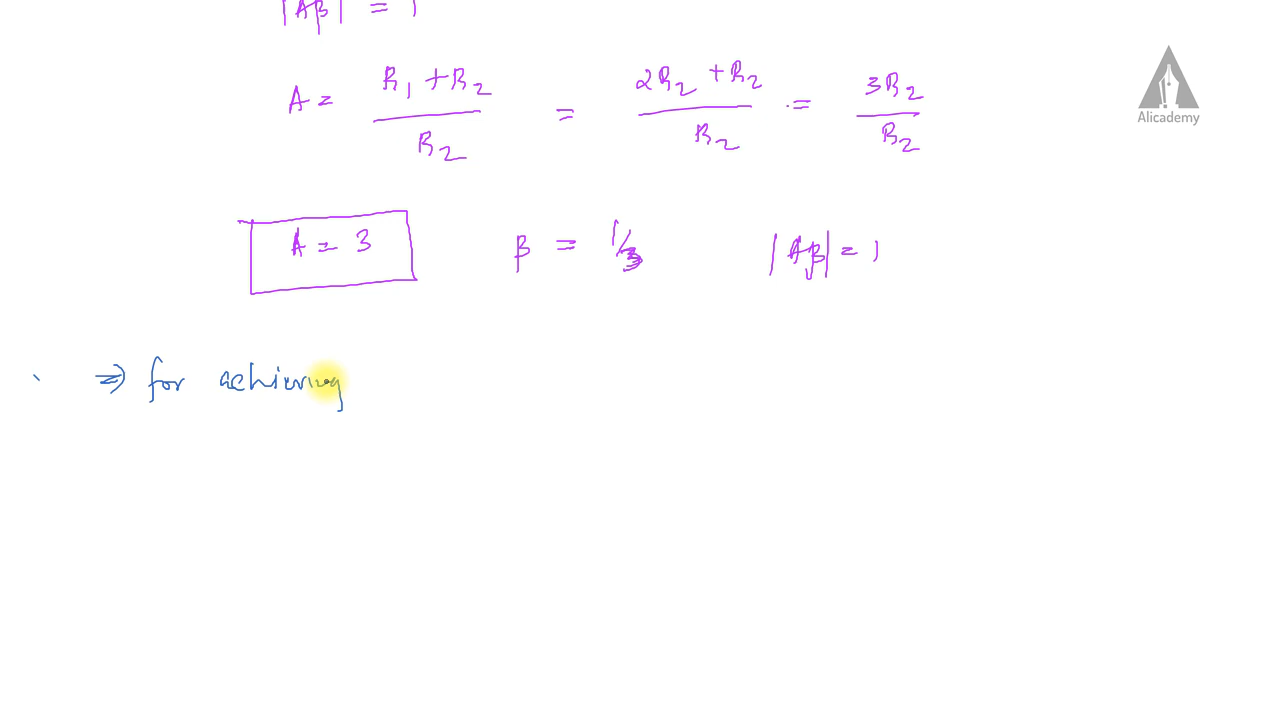 |Aβ| = 1
A = R₁ + R₂ / R₂ = 2R₂ + R₂ / R₂ = 3R₂ / R₂
Alicademy
A = 3 β = 1/3 |Aβ| = 1
⇒ for achieving